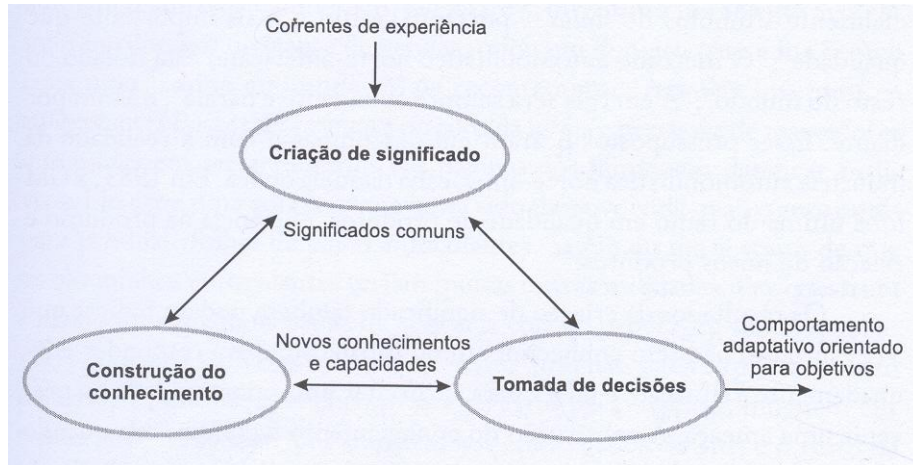 Correntes de experiência
Criação de significado
Significados comuns
Novos conhecimentos
e capacidades
Construção do
conhecimento
Tomada de decisões
Comportamento
adaptativo orientado
para objetivos